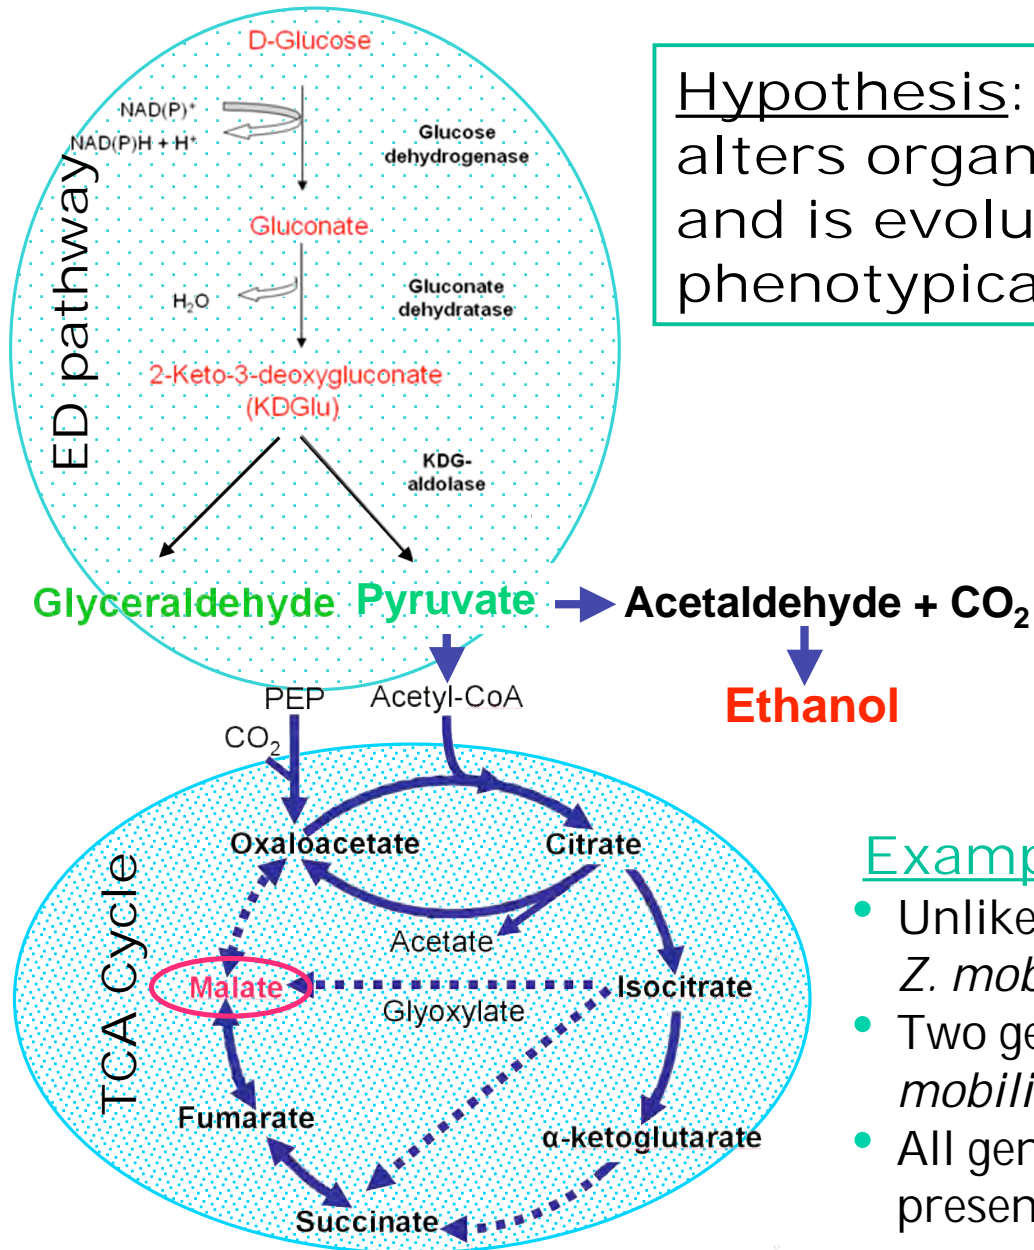 D-Glucose
NAD(P)⁺
NAD(P)H + H⁺
Glucose
dehydrogenase
Gluconate
H₂O
Gluconate
dehydratase
2-Keto-3-deoxygluconate
(KDGlu)
KDG-
aldolase
ED pathway
Glyceraldehyde
Pyruvate
Acetaldehyde + CO₂
Ethanol
PEP
Acetyl-CoA
CO₂
Oxaloacetate
Citrate
Acetate
Malate
Isocitrate
Glyoxylate
Fumarate
α-ketoglutarate
Succinate
TCA Cycle
Hypothesis:
alters organ
and is evolu
phenotypica
Examp
• Unlike
Z. mob
• Two ge
mobili
• All gen
presen